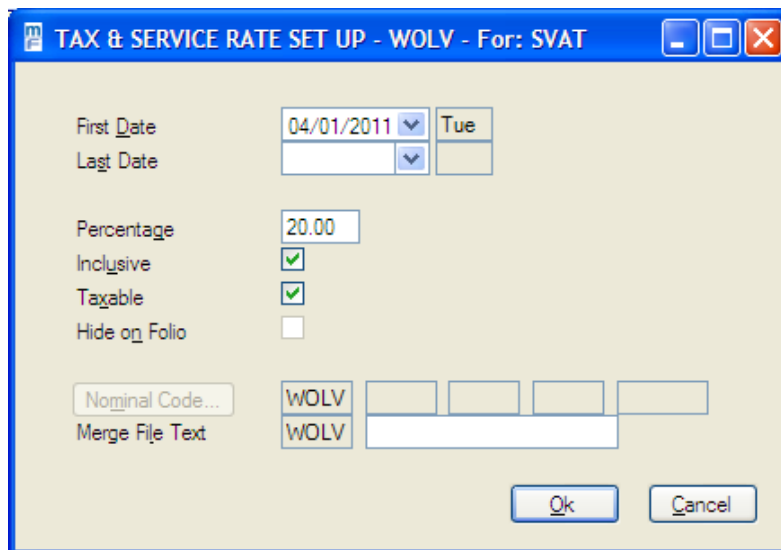 TAX & SERVICE RATE SET UP - WOLV - For: SVAT
First Date 04/01/2011 Tue
Last Date
Percentage 20.00
Inclusive
Taxable
Hide on Folio
Nominal Code... WOLV
Merge File Text WOLV
Ok Cancel